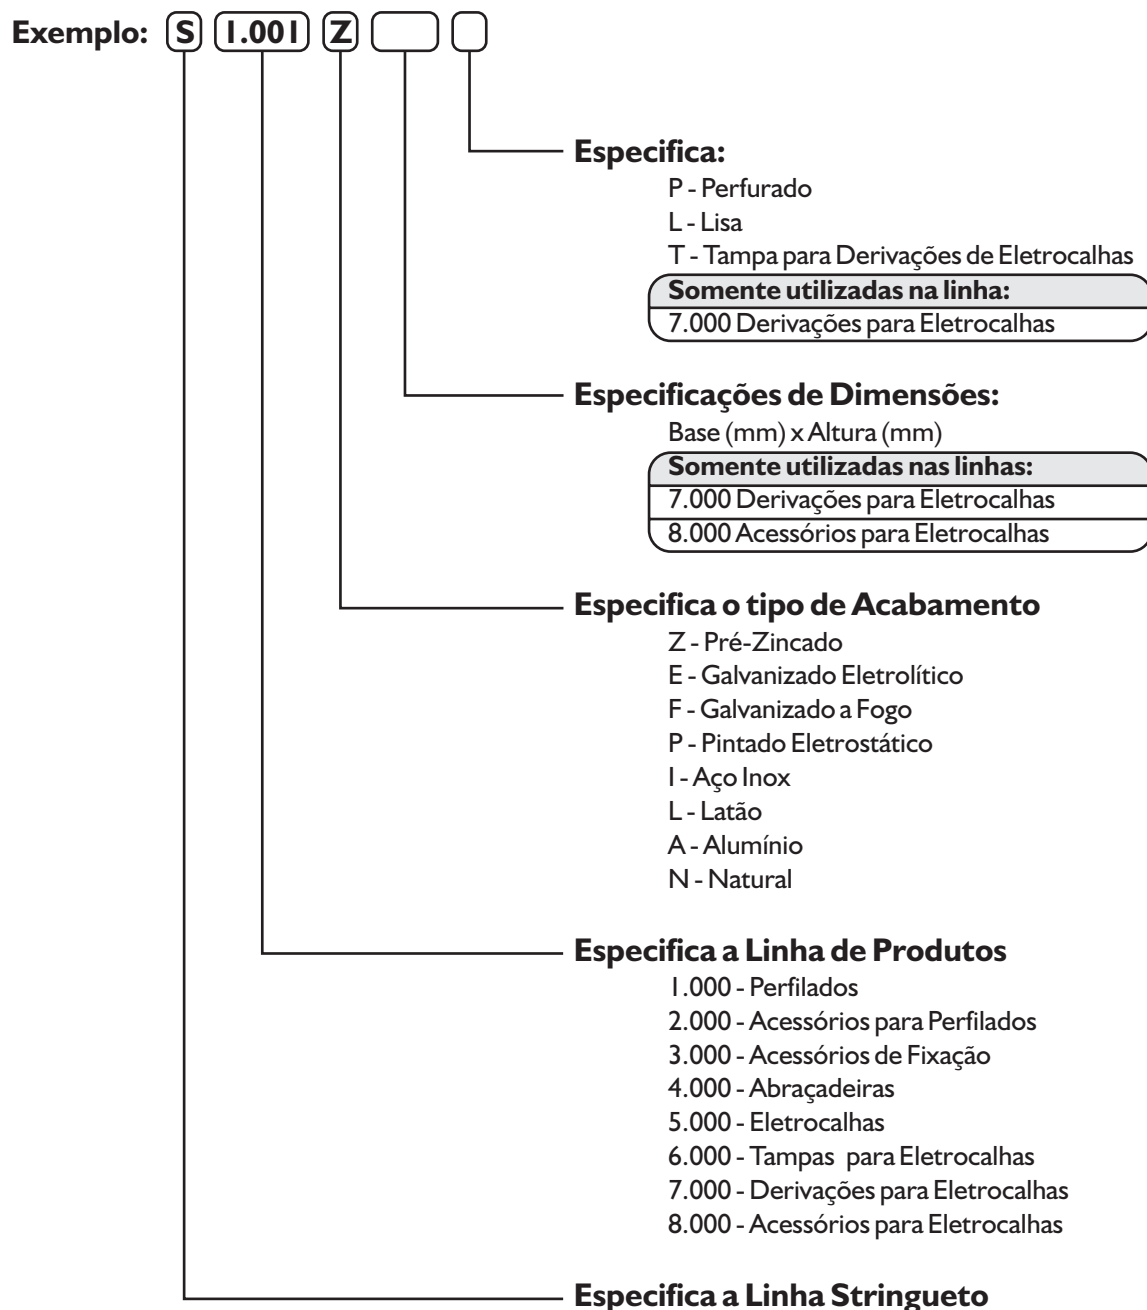 Exemplo: S 1.001 Z
Especifica:
P - Perfurado
L - Lisa
T - Tampa para Derivações de Eletrocalhas
Somente utilizadas na linha:
7.000 Derivações para Eletrocalhas
Especificações de Dimensões:
Base (mm) x Altura (mm)
Somente utilizadas nas linhas:
7.000 Derivações para Eletrocalhas
8.000 Acessórios para Eletrocalhas
Especifica o tipo de Acabamento
Z - Pré-Zincado
E - Galvanizado Eletrolítico
F - Galvanizado a Fogo
P - Pintado Eletrostático
I - Aço Inox
L - Latão
A - Alumínio
N - Natural
Especifica a Linha de Produtos
1.000 - Perfilados
2.000 - Acessórios para Perfilados
3.000 - Acessórios de Fixação
4.000 - Abraçadeiras
5.000 - Eletrocalhas
6.000 - Tampas para Eletrocalhas
7.000 - Derivações para Eletrocalhas
8.000 - Acessórios para Eletrocalhas
Especifica a Linha Stringueto